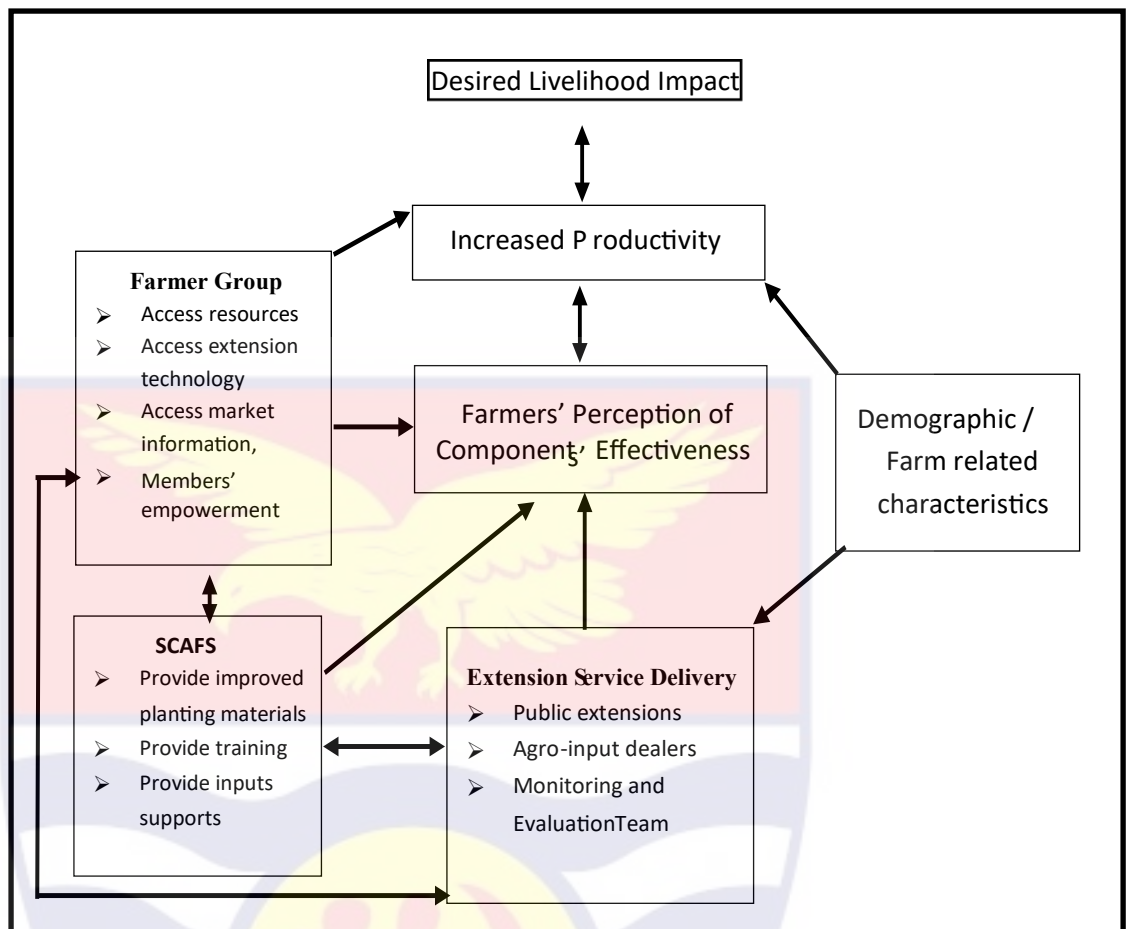 Desired Livelihood Impact
Increased P roductivity
Farmer Group
➢ Access resources
➢ Access extension
technology
➢ Access market
information,
➢ Members’
empowerment
Farmers’ Perception of
Components’ Effectiveness
Demographic /
Farm related
characteristics
SCAFS
➢ Provide improved
planting materials
➢ Provide training
➢ Provide inputs
supports
Extension Service Delivery
➢ Public extensions
➢ Agro-input dealers
➢ Monitoring and
EvaluationTeam